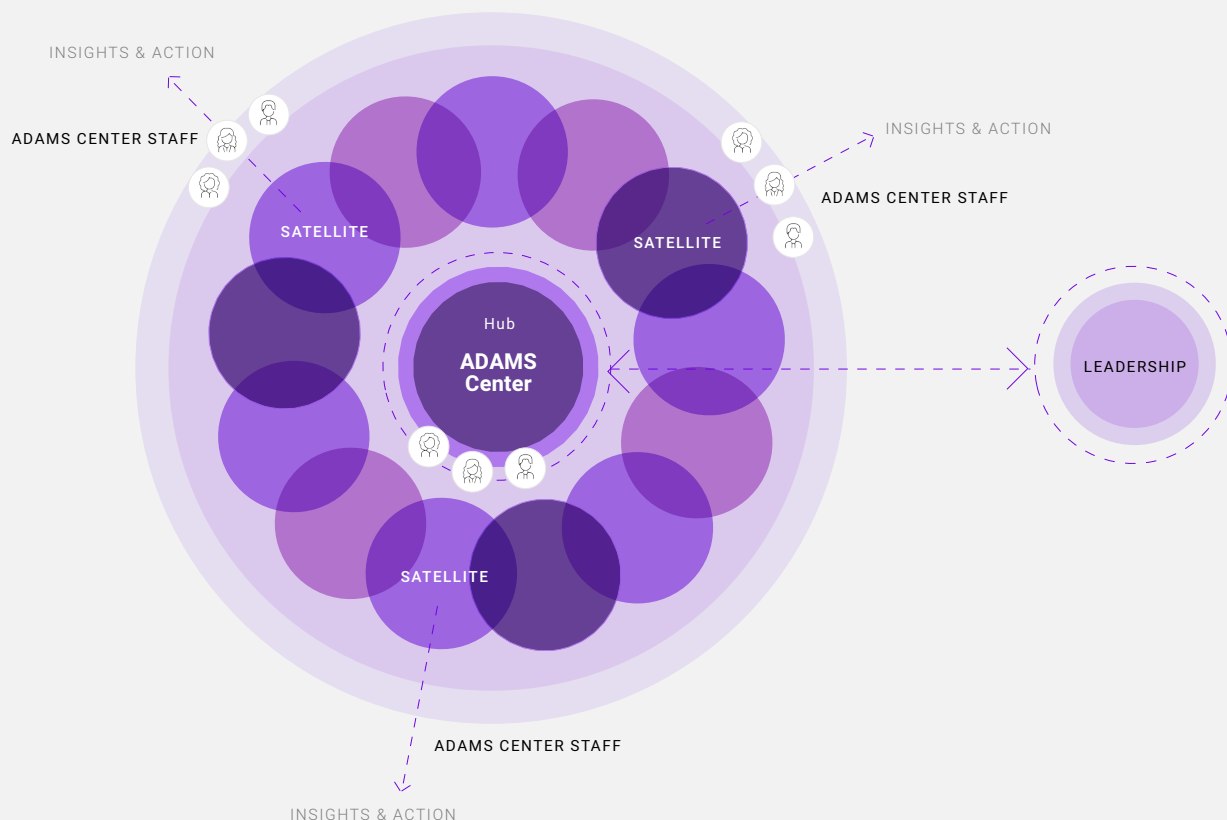 INSIGHTS & ACTION
ADAMS CENTER STAFF
INSIGHTS & ACTION
ADAMS CENTER STAFF
SATELLITE
SATELLITE
Hub
ADAMS
Center
LEADERSHIP
SATELLITE
ADAMS CENTER STAFF
INSIGHTS & ACTION